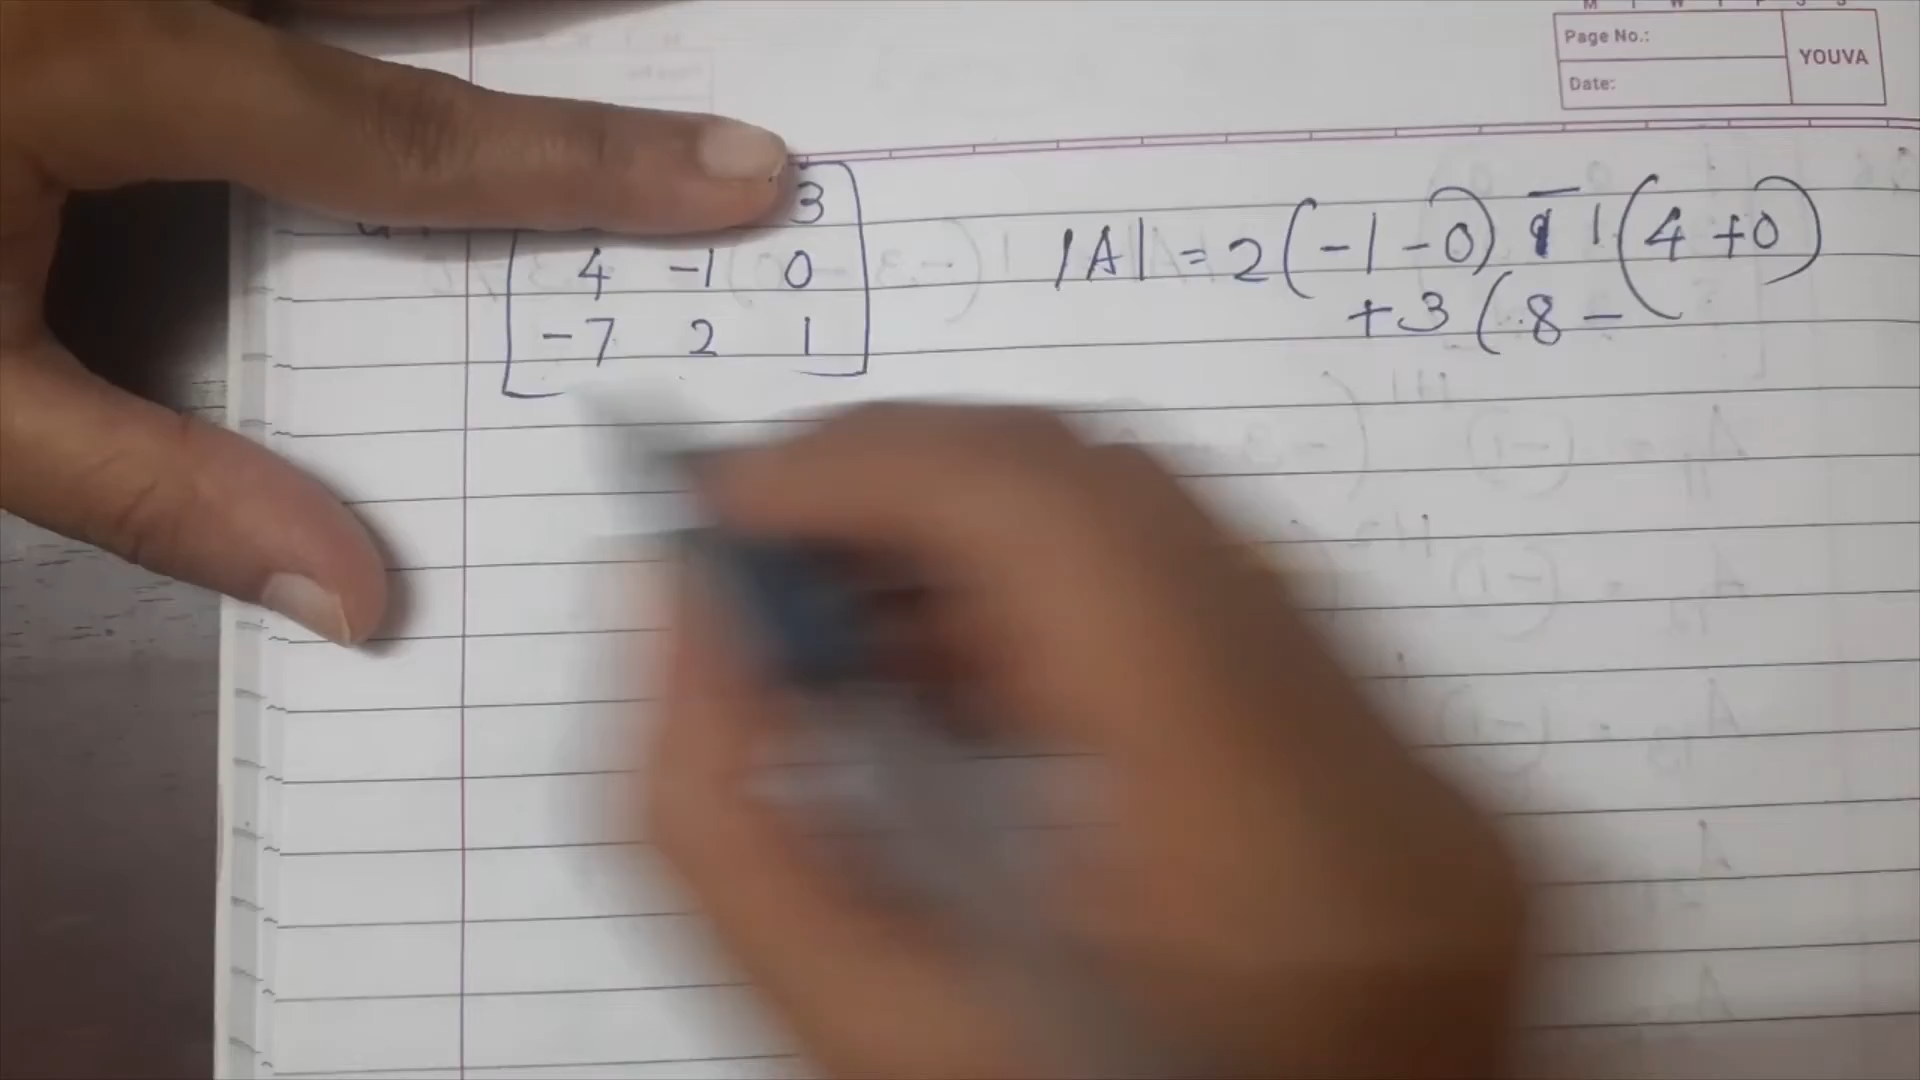 Page No.:
YOUVA
Date:
3
4 -1 0
-7 2 1
|A| = 2(-1-0) - 1(4+0)
+3(8-